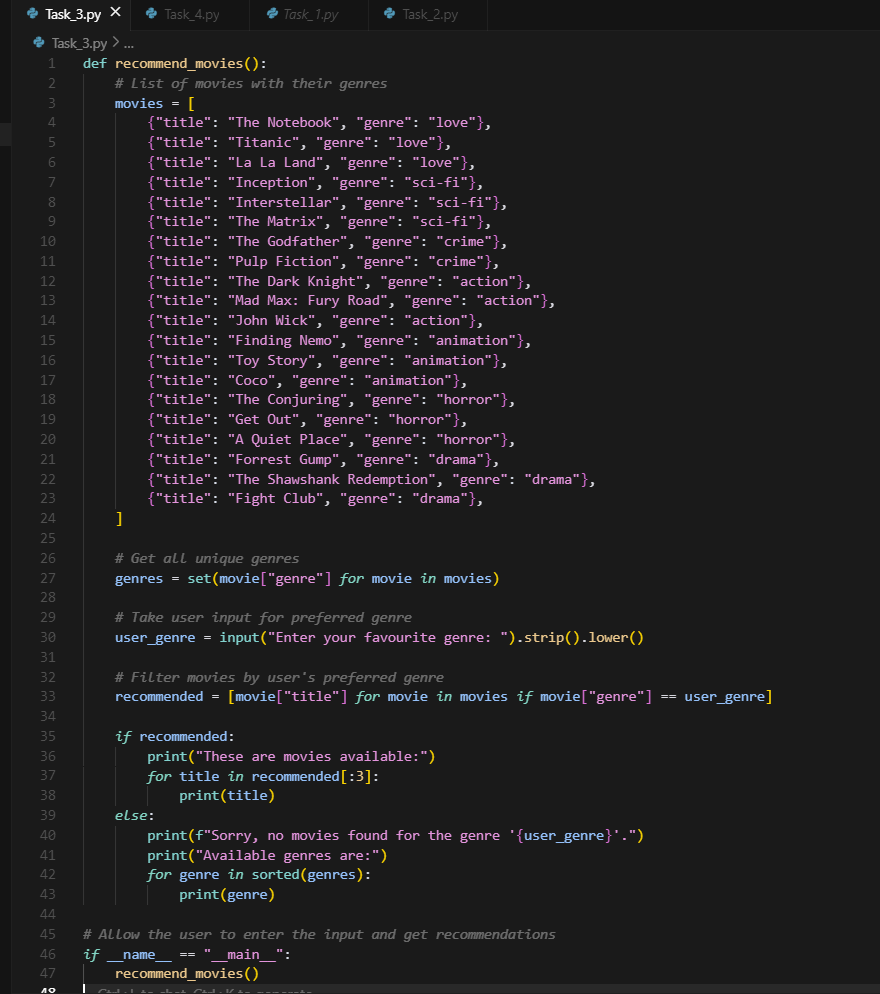 Task_3.py
Task_4.py
Task_1.py
Task_2.py
Task_3.py > ...
1 def recommend_movies():
2     # List of movies with their genres
3     movies = [
4         {"title": "The Notebook", "genre": "love"},
5         {"title": "Titanic", "genre": "love"},
6         {"title": "La La Land", "genre": "love"},
7         {"title": "Inception", "genre": "sci-fi"},
8         {"title": "Interstellar", "genre": "sci-fi"},
9         {"title": "The Matrix", "genre": "sci-fi"},
10         {"title": "The Godfather", "genre": "crime"},
11         {"title": "Pulp Fiction", "genre": "crime"},
12         {"title": "The Dark Knight", "genre": "action"},
13         {"title": "Mad Max: Fury Road", "genre": "action"},
14         {"title": "John Wick", "genre": "action"},
15         {"title": "Finding Nemo", "genre": "animation"},
16         {"title": "Toy Story", "genre": "animation"},
17         {"title": "Coco", "genre": "animation"},
18         {"title": "The Conjuring", "genre": "horror"},
19         {"title": "Get Out", "genre": "horror"},
20         {"title": "A Quiet Place", "genre": "horror"},
21         {"title": "Forrest Gump", "genre": "drama"},
22         {"title": "The Shawshank Redemption", "genre": "drama"},
23         {"title": "Fight Club", "genre": "drama"},
24     ]
25
26     # Get all unique genres
27     genres = set(movie["genre"] for movie in movies)
28
29     # Take user input for preferred genre
30     user_genre = input("Enter your favourite genre: ").strip().lower()
31
32     # Filter movies by user's preferred genre
33     recommended = [movie["title"] for movie in movies if movie["genre"] == user_genre]
34
35     if recommended:
36         print("These are movies available:")
37         for title in recommended[:3]:
38             print(title)
39     else:
40         print(f"Sorry, no movies found for the genre '{user_genre}'.")
41         print("Available genres are:")
42         for genre in sorted(genres):
43             print(genre)
44
45 # Allow the user to enter the input and get recommendations
46 if __name__ == "__main__":
47     recommend_movies()
48 Ctrl+L to chat, Ctrl+K to generate